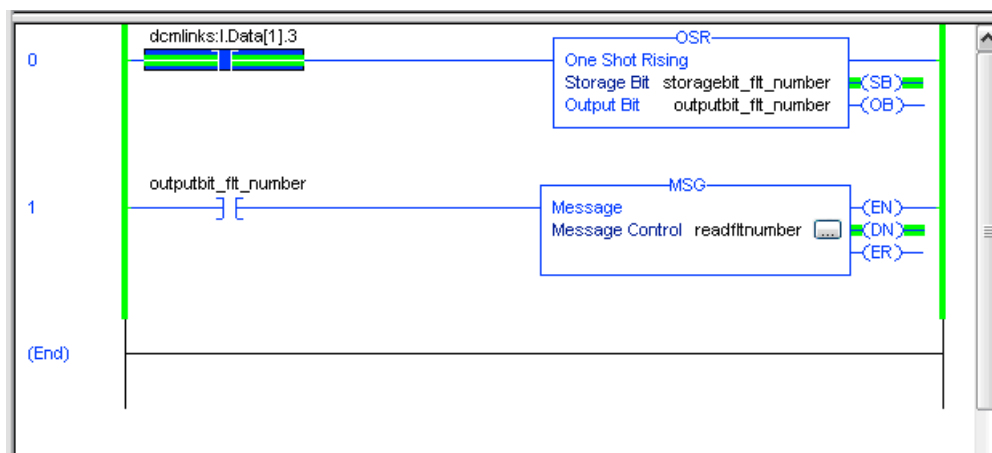 dcmlinks:I.Data[1].3
0
OSR
One Shot Rising
Storage Bit storagebit_flt_number (SB)
Output Bit outputbit_flt_number (OB)
outputbit_flt_number
1
MSG
Message (EN)
Message Control readfltnumber ... (DN)
(ER)
(End)